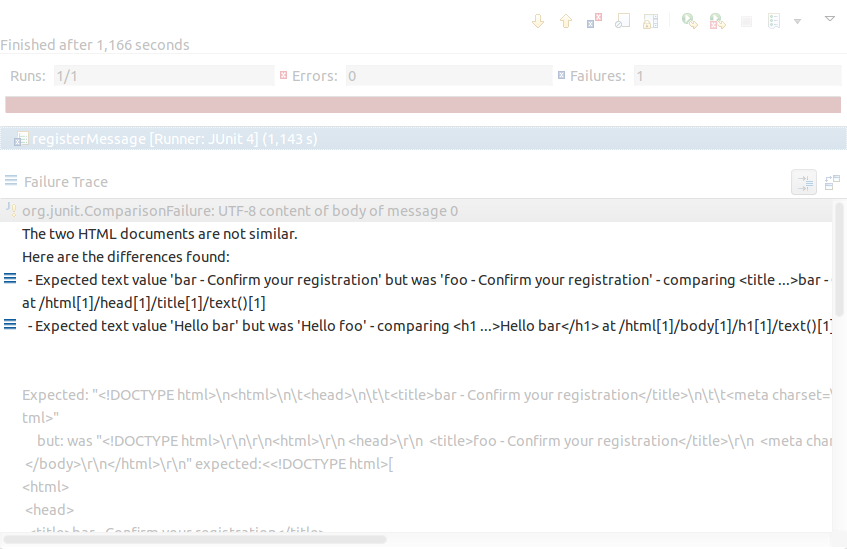 Finished after 1,166 seconds
Runs: 1/1 Errors: 0 Failures: 1
registerMessage [Runner: JUnit 4] (1,143 s)
Failure Trace
org.junit.ComparisonFailure: UTF-8 content of body of message 0
The two HTML documents are not similar.
Here are the differences found:
- Expected text value 'bar - Confirm your registration' but was 'foo - Confirm your registration' - comparing <title ...>bar -
at /html[1]/head[1]/title[1]/text()[1]
- Expected text value 'Hello bar' but was 'Hello foo' - comparing <h1 ...>Hello bar</h1> at /html[1]/body[1]/h1[1]/text()[1]
Expected: "<!DOCTYPE html>\n<html>\n\t<head>\n\t\t<title>bar - Confirm your registration</title>\n\t\t<meta charset=\
tml>"
but: was "<!DOCTYPE html>\r\n\r\n<html>\r\n <head>\r\n  <title>foo - Confirm your registration</title>\r\n  <meta char
</body>\r\n</html>\r\n" expected:<<!DOCTYPE html>[
<html>
<head>
<title>bar - Confirm your registration</title>